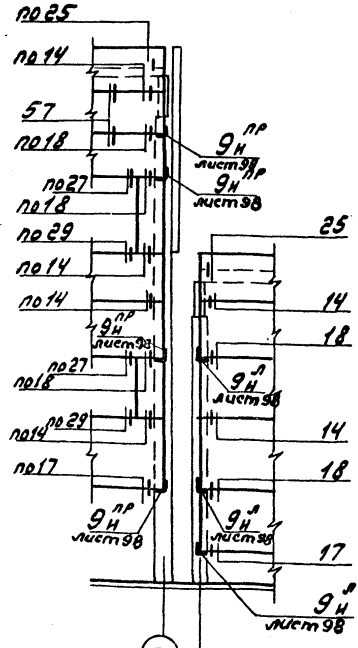 по25
по14
57
по18
9н пр
лист98
по27
9н пр
лист98
по18
по29
25
по14
по14
14
9н пр
лист98
18
по27
по18
9н л
лист98
по29
по14
14
по17
18
9н пр
лист98
9н л
лист98
17
9н л
лист98